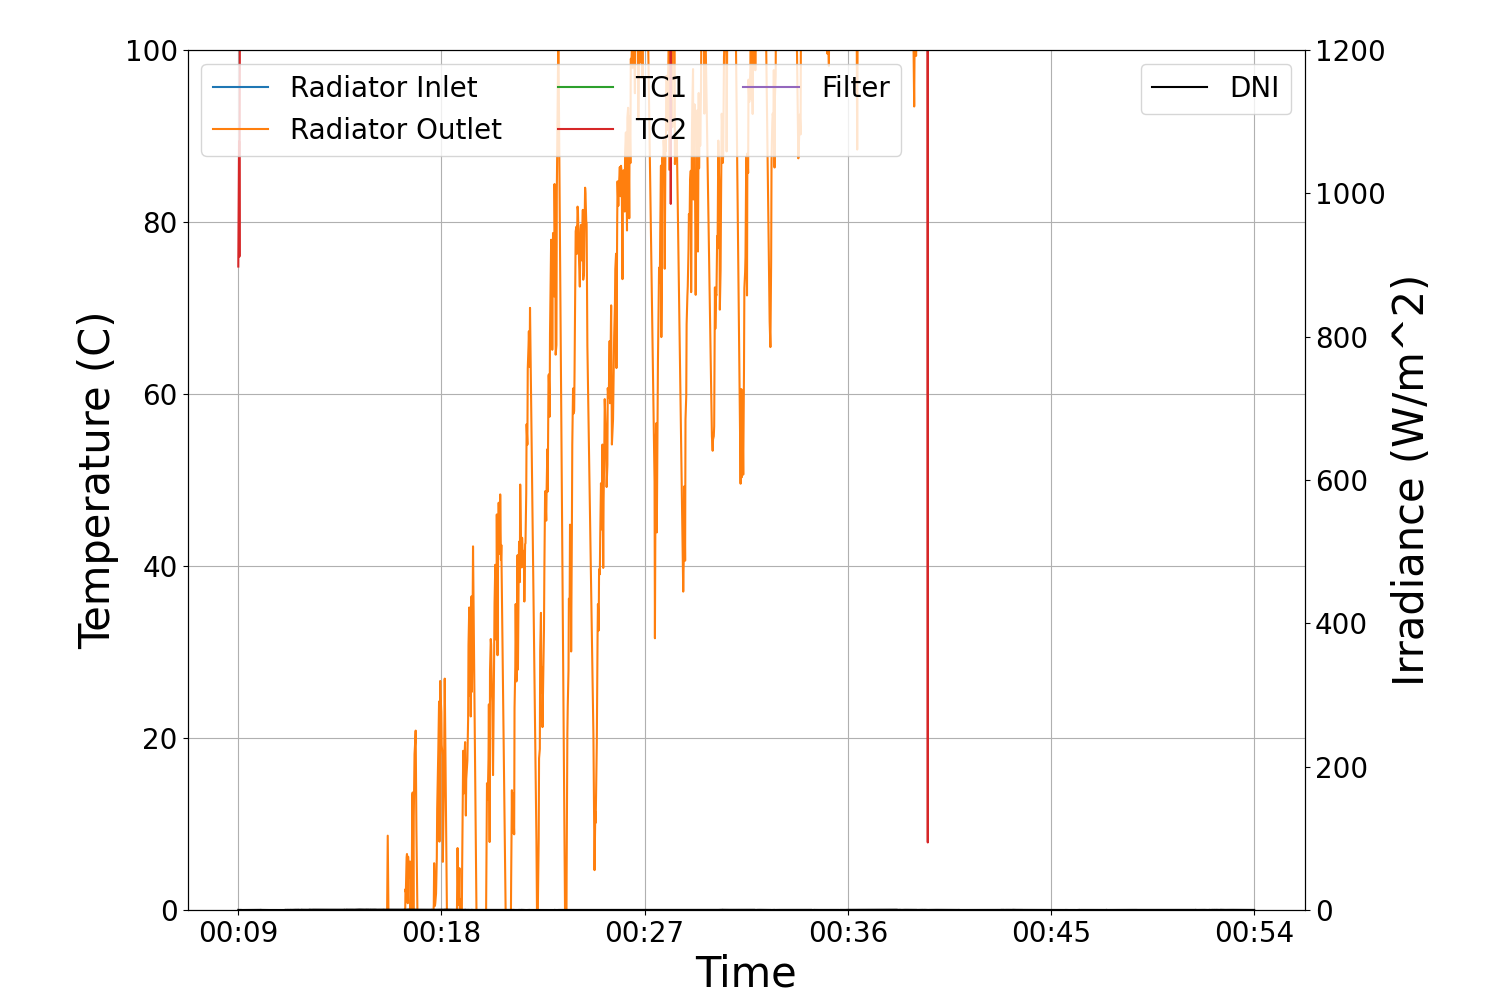 Radiator Inlet
Radiator Outlet
TC1
TC2
Filter
DNI
Temperature (C)
100
80
60
40
20
0
Irradiance (W/m^2)
1200
1000
800
600
400
200
0
00:09 00:18 00:27 00:36 00:45 00:54
Time